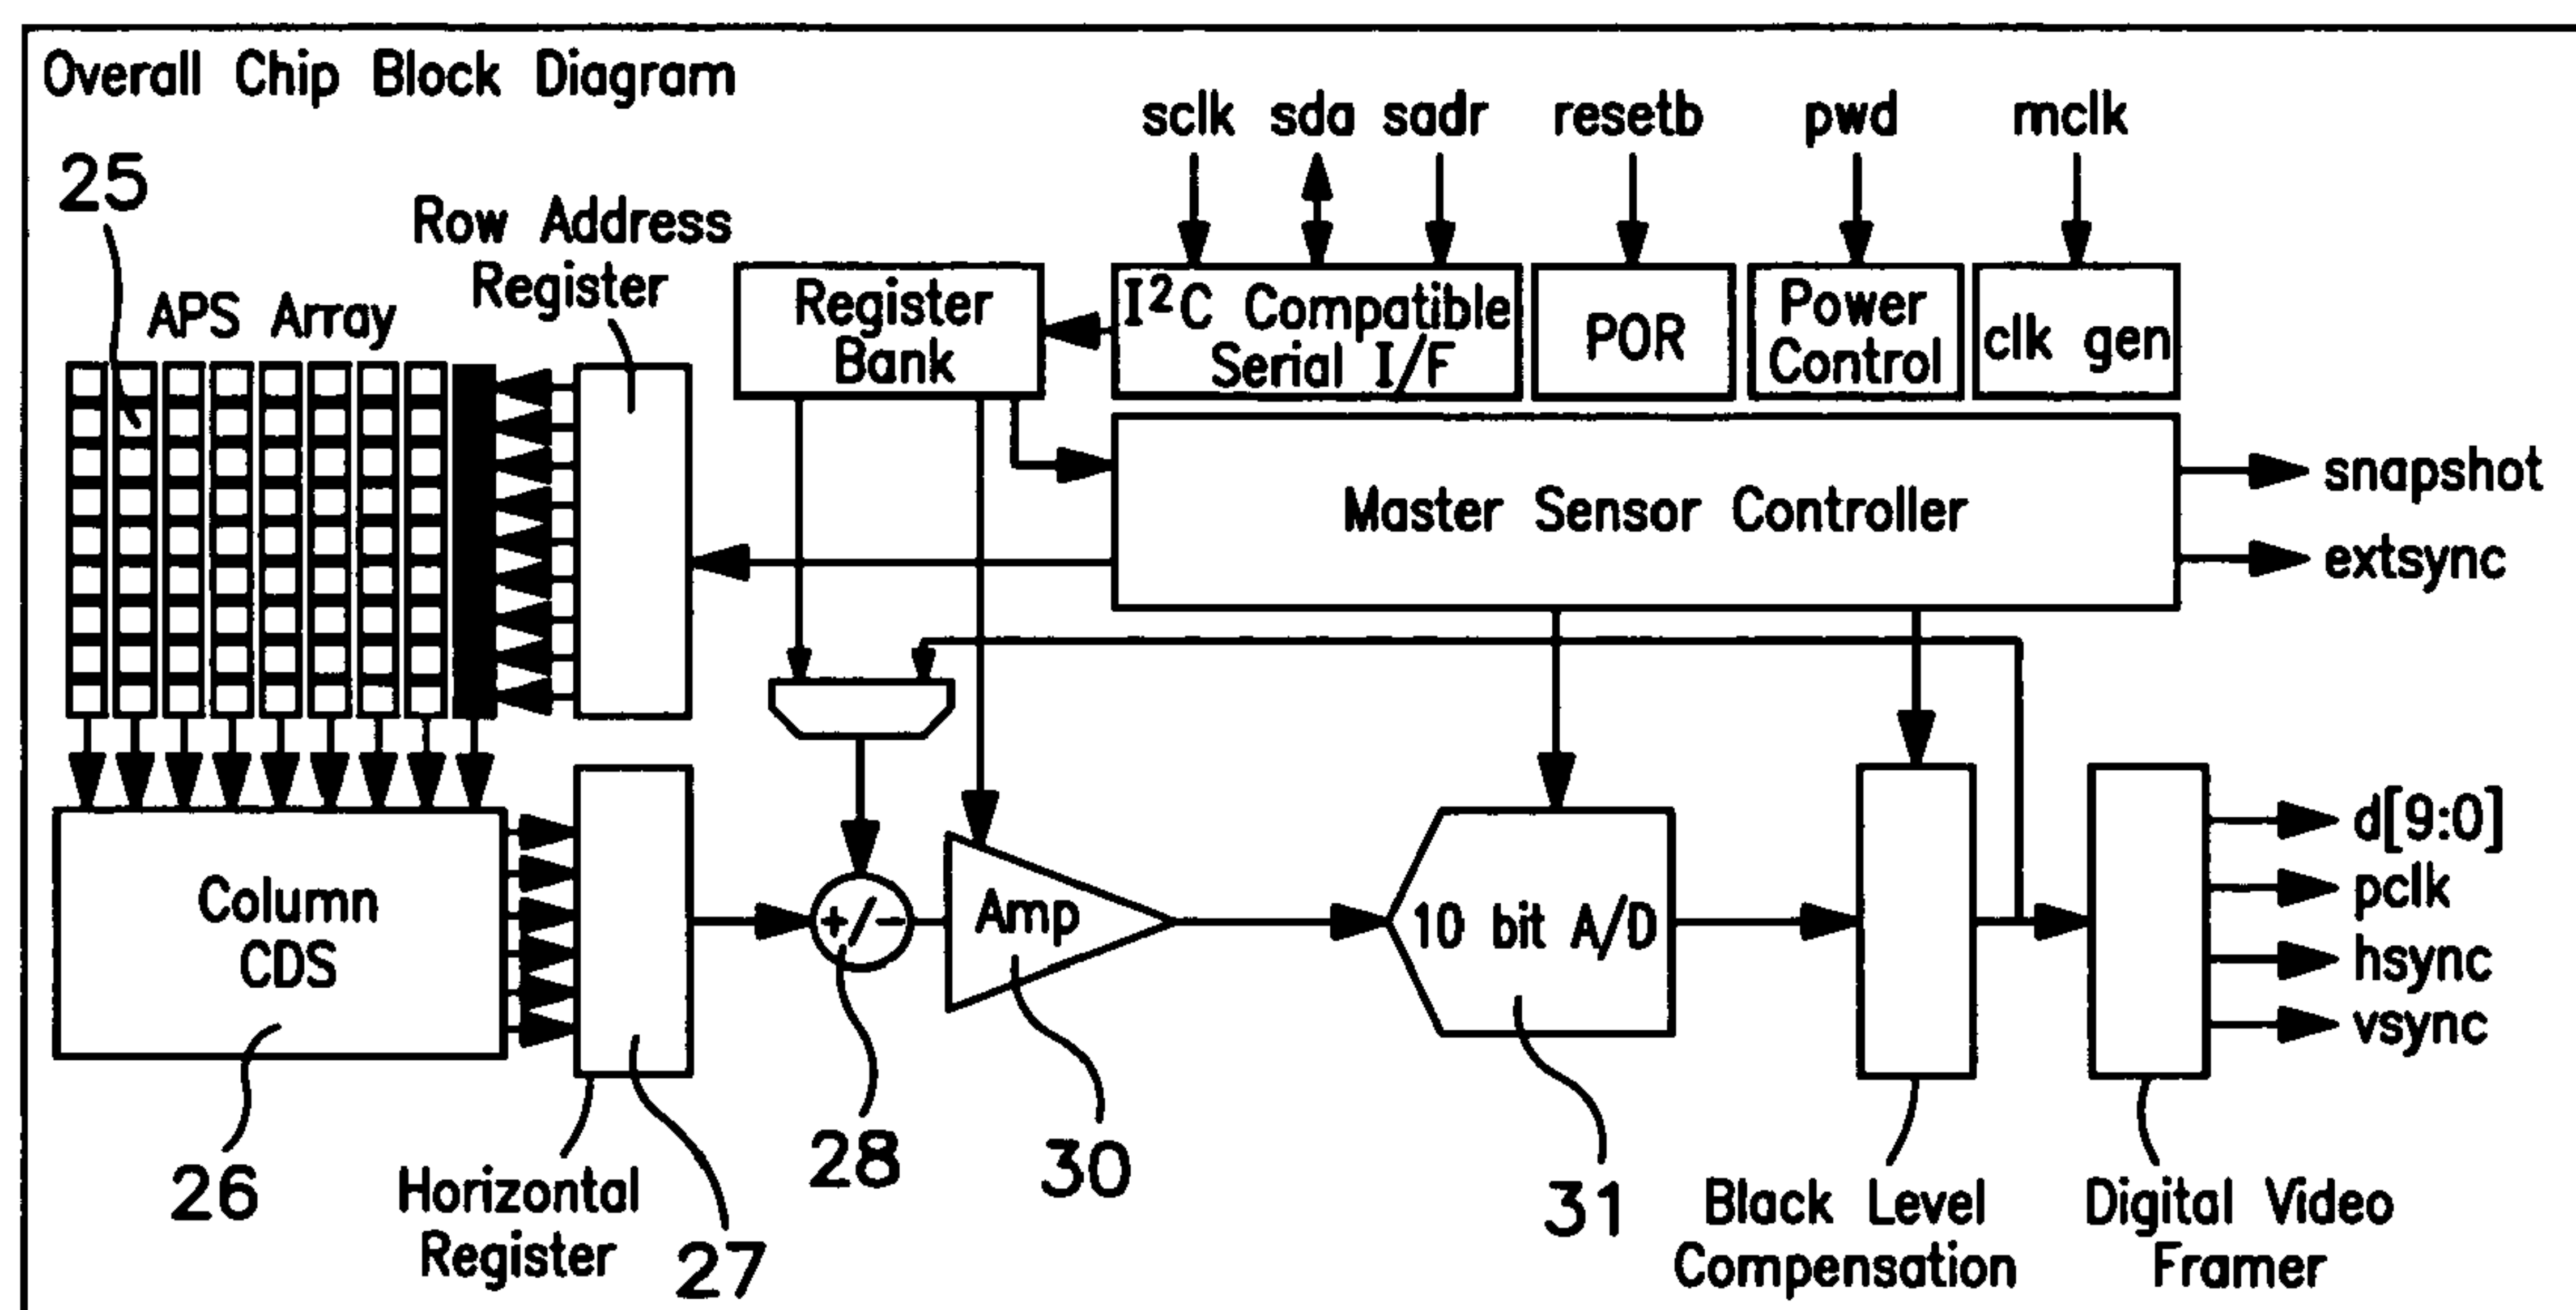 Overall Chip Block Diagram
sclk sda sadr resetb pwd mclk
25
Row Address
Register
APS Array
Register
Bank
I²C Compatible
Serial I/F
POR
Power
Control
clk gen
Master Sensor Controller
snapshot
extsync
Column
CDS
+/-
Amp
10 bit A/D
d[9:0]
pclk
hsync
vsync
26
Horizontal
Register
27
28
30
31
Black Level
Compensation
Digital Video
Framer